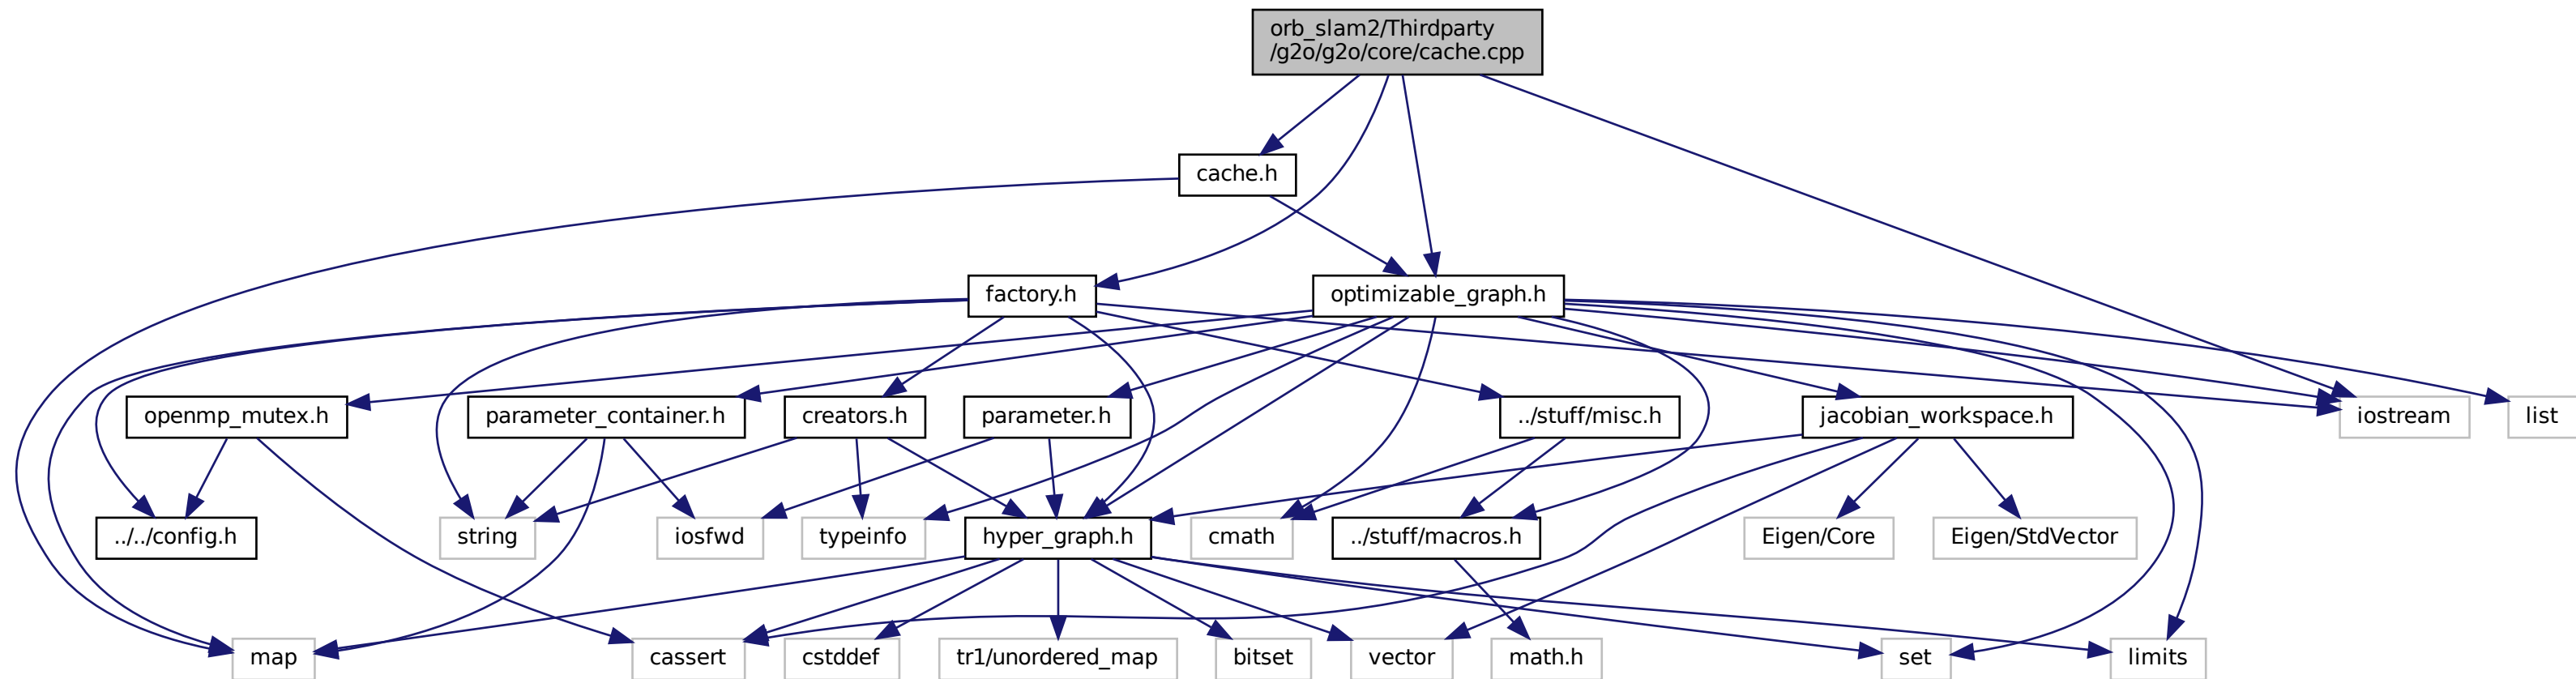 orb_slam2/Thirdparty
/g2o/g2o/core/cache.cpp
cache.h
factory.h
optimizable_graph.h
openmp_mutex.h
parameter_container.h
creators.h
parameter.h
../stuff/misc.h
jacobian_workspace.h
iostream
list
../../config.h
string
iosfwd
typeinfo
hyper_graph.h
cmath
../stuff/macros.h
Eigen/Core
Eigen/StdVector
map
cassert
cstddef
tr1/unordered_map
bitset
vector
math.h
set
limits